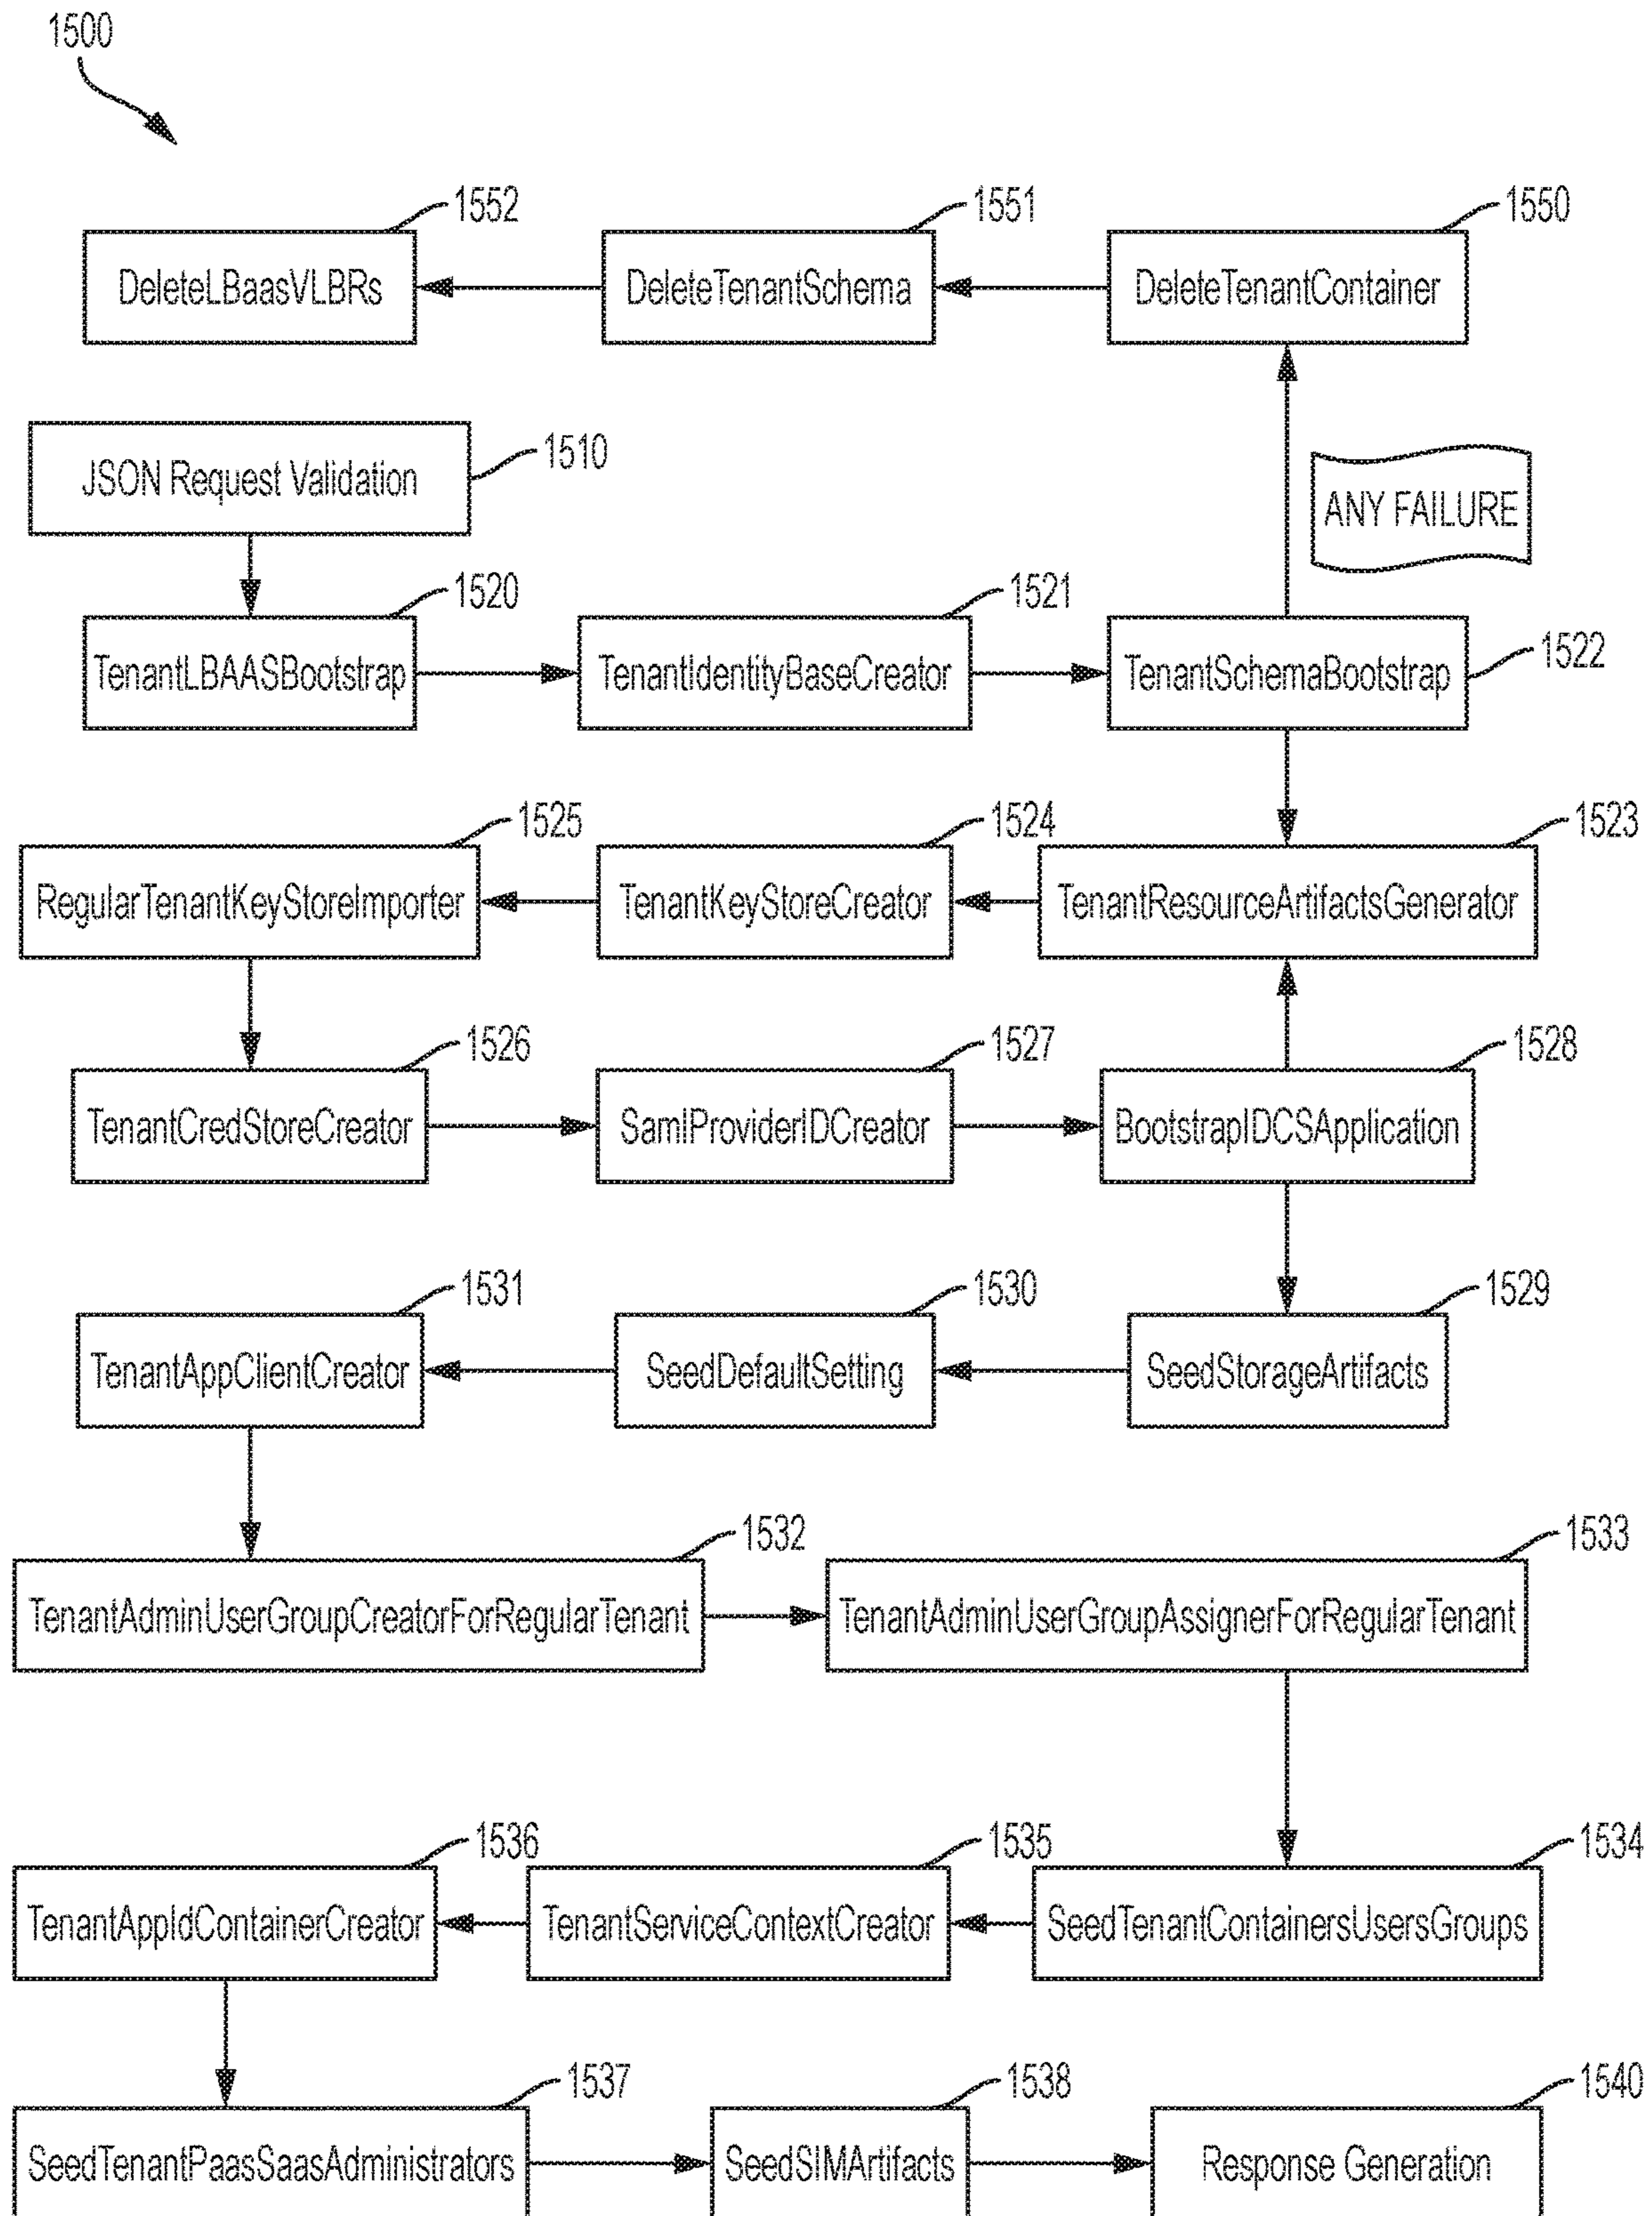 1500
1552
1551
1550
DeleteLBaasVLBRs
DeleteTenantSchema
DeleteTenantContainer
1510
JSON Request Validation
ANY FAILURE
1520
1521
1522
TenantLBAASBootstrap
TenantIdentityBaseCreator
TenantSchemaBootstrap
1525
1524
1523
RegularTenantKeyStoreImporter
TenantKeyStoreCreator
TenantResourceArtifactsGenerator
1526
1527
1528
TenantCredStoreCreator
SamlProviderIDCreator
BootstrapIDCSApplication
1531
1530
1529
TenantAppClientCreator
SeedDefaultSetting
SeedStorageArtifacts
1532
1533
TenantAdminUserGroupCreatorForRegularTenant
TenantAdminUserGroupAssignerForRegularTenant
1536
1535
1534
TenantAppIdContainerCreator
TenantServiceContextCreator
SeedTenantContainersUsersGroups
1537
1538
1540
SeedTenantPaasSaasAdministrators
SeedSIMArtifacts
Response Generation